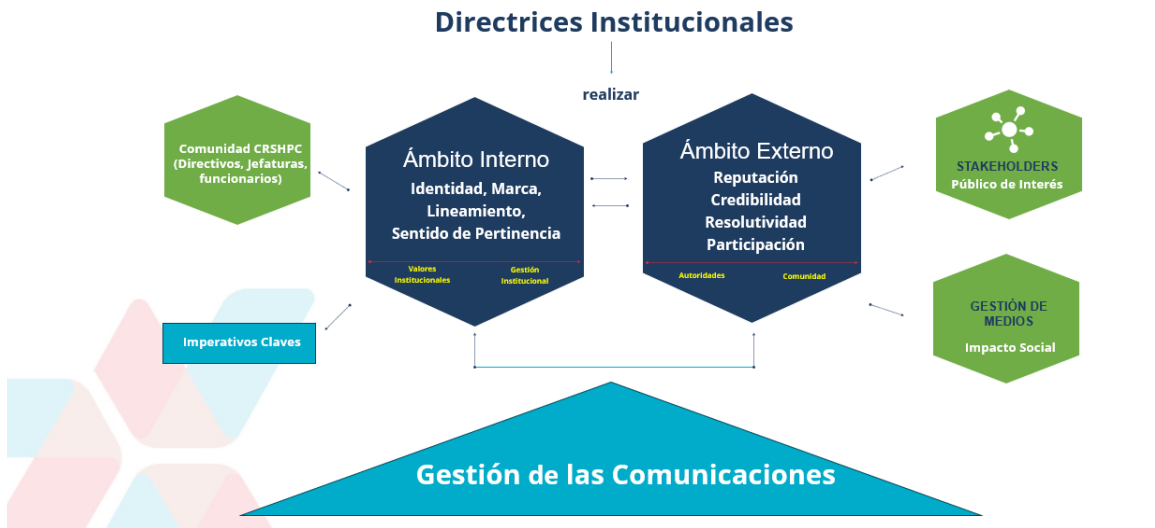 Directrices Institucionales
realizar
Comunidad CRSHPC
(Directivos, Jefaturas,
funcionarios)
Ámbito Interno
Identidad, Marca,
Lineamiento,
Sentido de Pertinencia
Valores
Institucionales
Gestión
Institucional
Ámbito Externo
Reputación
Credibilidad
Resolutividad
Participación
Autoridades
Comunidad
STAKEHOLDERS
Público de Interés
Imperativos Claves
GESTIÓN DE
MEDIOS
Impacto Social
Gestión de las Comunicaciones